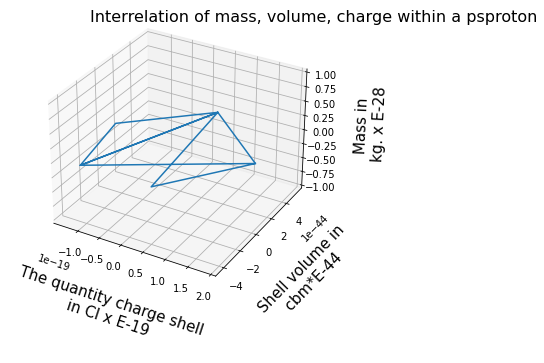 Interrelation of mass, volume, charge within a psproton
1.00
0.75
0.50
0.25
0.00
−0.25
−0.50
−0.75
−1.00
Mass in
kg. x E-28
−1.0
−0.5
0.0
0.5
1.0
1.5
2.0
1e−19
The quantity charge shell
in Cl x E-19
−4
−2
0
2
4
1e−44
Shell volume in
cbm*E-44